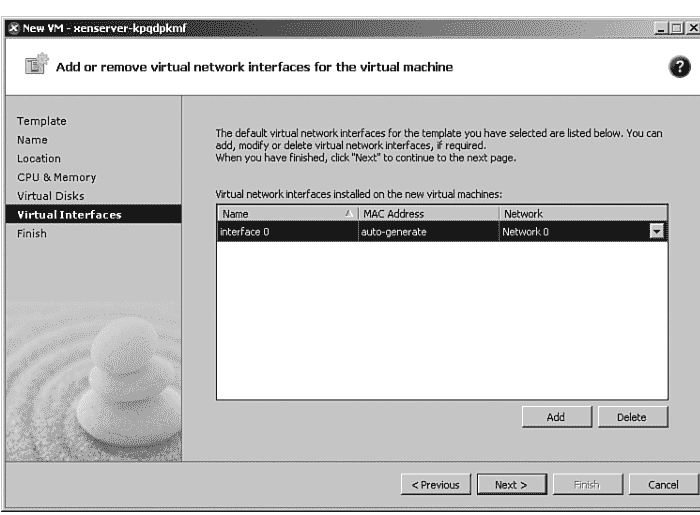 New VM - xenserver-kpqdpkmf
Add or remove virtual network interfaces for the virtual machine
?
Template
Name
Location
CPU & Memory
Virtual Disks
Virtual Interfaces
Finish
The default virtual network interfaces for the template you have selected are listed below. You can
add, modify or delete virtual network interfaces, if required.
When you have finished, click "Next" to continue to the next page.
Virtual network interfaces installed on the new virtual machines:
Name MAC Address Network
interface 0 auto-generate Network 0
Add Delete
< Previous Next > Finish Cancel